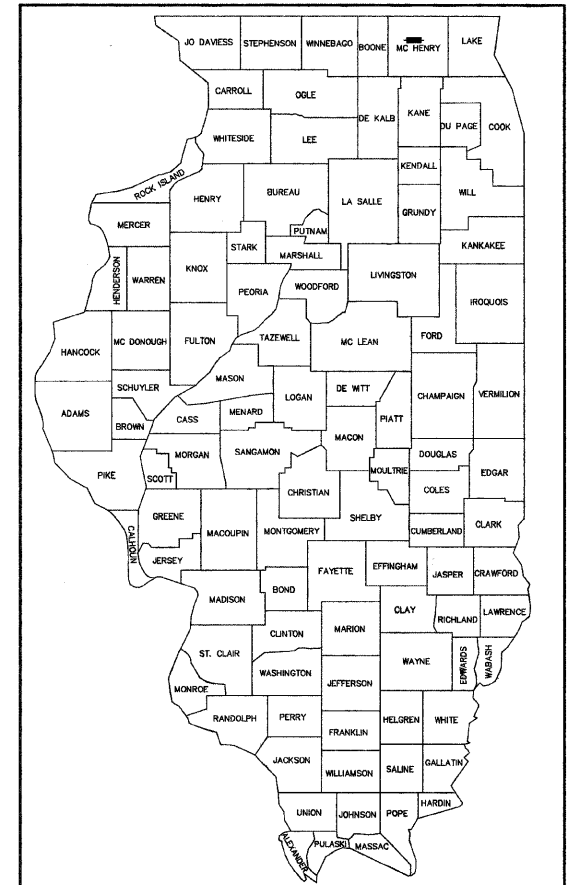 JO DAVIESS
STEPHENSON
WINNEBAGO
BOONE
MC HENRY
LAKE
CARROLL
OGLE
DE KALB
KANE
DU PAGE
COOK
WHITESIDE
LEE
KENDALL
WILL
ROCK ISLAND
HENRY
BUREAU
LA SALLE
GRUNDY
PUTNAM
MERCER
STARK
MARSHALL
KANKAKEE
HENDERSON
WARREN
KNOX
PEORIA
WOODFORD
LIVINGSTON
IROQUOIS
HANCOCK
MC DONOUGH
FULTON
TAZEWELL
MC LEAN
FORD
SCHUYLER
MASON
LOGAN
DE WITT
CHAMPAIGN
VERMILION
ADAMS
BROWN
CASS
MENARD
PIATT
MACON
PIKE
SCOTT
MORGAN
SANGAMON
MOULTRIE
DOUGLAS
EDGAR
CHRISTIAN
COLES
GREENE
MACOUPIN
MONTGOMERY
SHELBY
CUMBERLAND
CLARK
CALHOUN
JERSEY
FAYETTE
EFFINGHAM
JASPER
CRAWFORD
MADISON
BOND
CLAY
RICHLAND
LAWRENCE
CLINTON
MARION
ST. CLAIR
WAYNE
EDWARDS
WABASH
WASHINGTON
MONROE
JEFFERSON
RANDOLPH
PERRY
HELGREN
WHITE
FRANKLIN
JACKSON
WILLIAMSON
SALINE
GALLATIN
UNION
JOHNSON
POPE
HARDIN
ALEXANDER
PULASKI
MASSAC